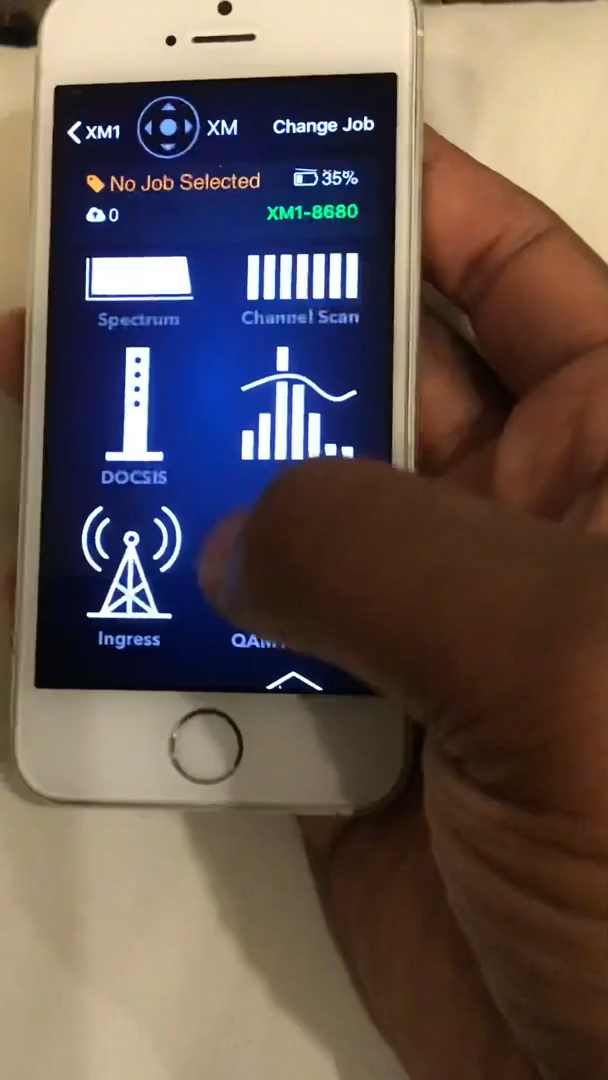 XM1 XM Change Job
No Job Selected 35%
0 XM1-8680
Spectrum Channel Scan
DOCSIS
Ingress